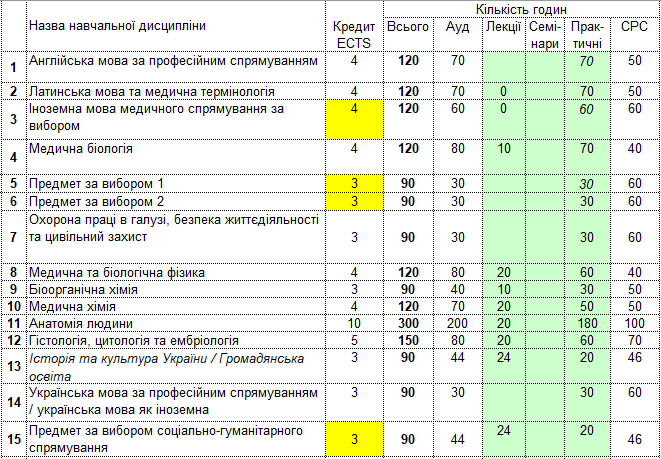 Кількість годин
Назва навчальної дисципліни Кредит ECTS Всього Ауд Лекції Семі-нари Прак-тичні СРС
1 Англійська мова за професійним спрямуванням 4 120 70 70 50
2 Латинська мова та медична термінологія 4 120 70 0 70 50
3 Іноземна мова медичного спрямування за 4 120 60 0 60 60
вибором
4 Медична біологія 4 120 80 10 70 40
5 Предмет за вибором 1 3 90 30 30 60
6 Предмет за вибором 2 3 90 30 30 60
Охорона праці в галузі, безпека життєдіяльності
7 та цивільний захист 3 90 30 30 60
8 Медична та біологічна фізика 4 120 80 20 60 40
9 Біоорганічна хімія 3 90 40 10 30 50
10 Медична хімія 4 120 70 20 50 50
11 Анатомія людини 10 300 200 20 180 100
12 Гістологія, цитологія та ембріологія 5 150 80 20 60 70
13 Історія та культура України / Громадянська 3 90 44 24 20 46
освіта
14 Українська мова за професійним спрямуванням 3 90 30 30 60
/ українська мова як іноземна
15 Предмет за вибором соціально-гуманітарного 3 90 44 24 20 46
спрямування